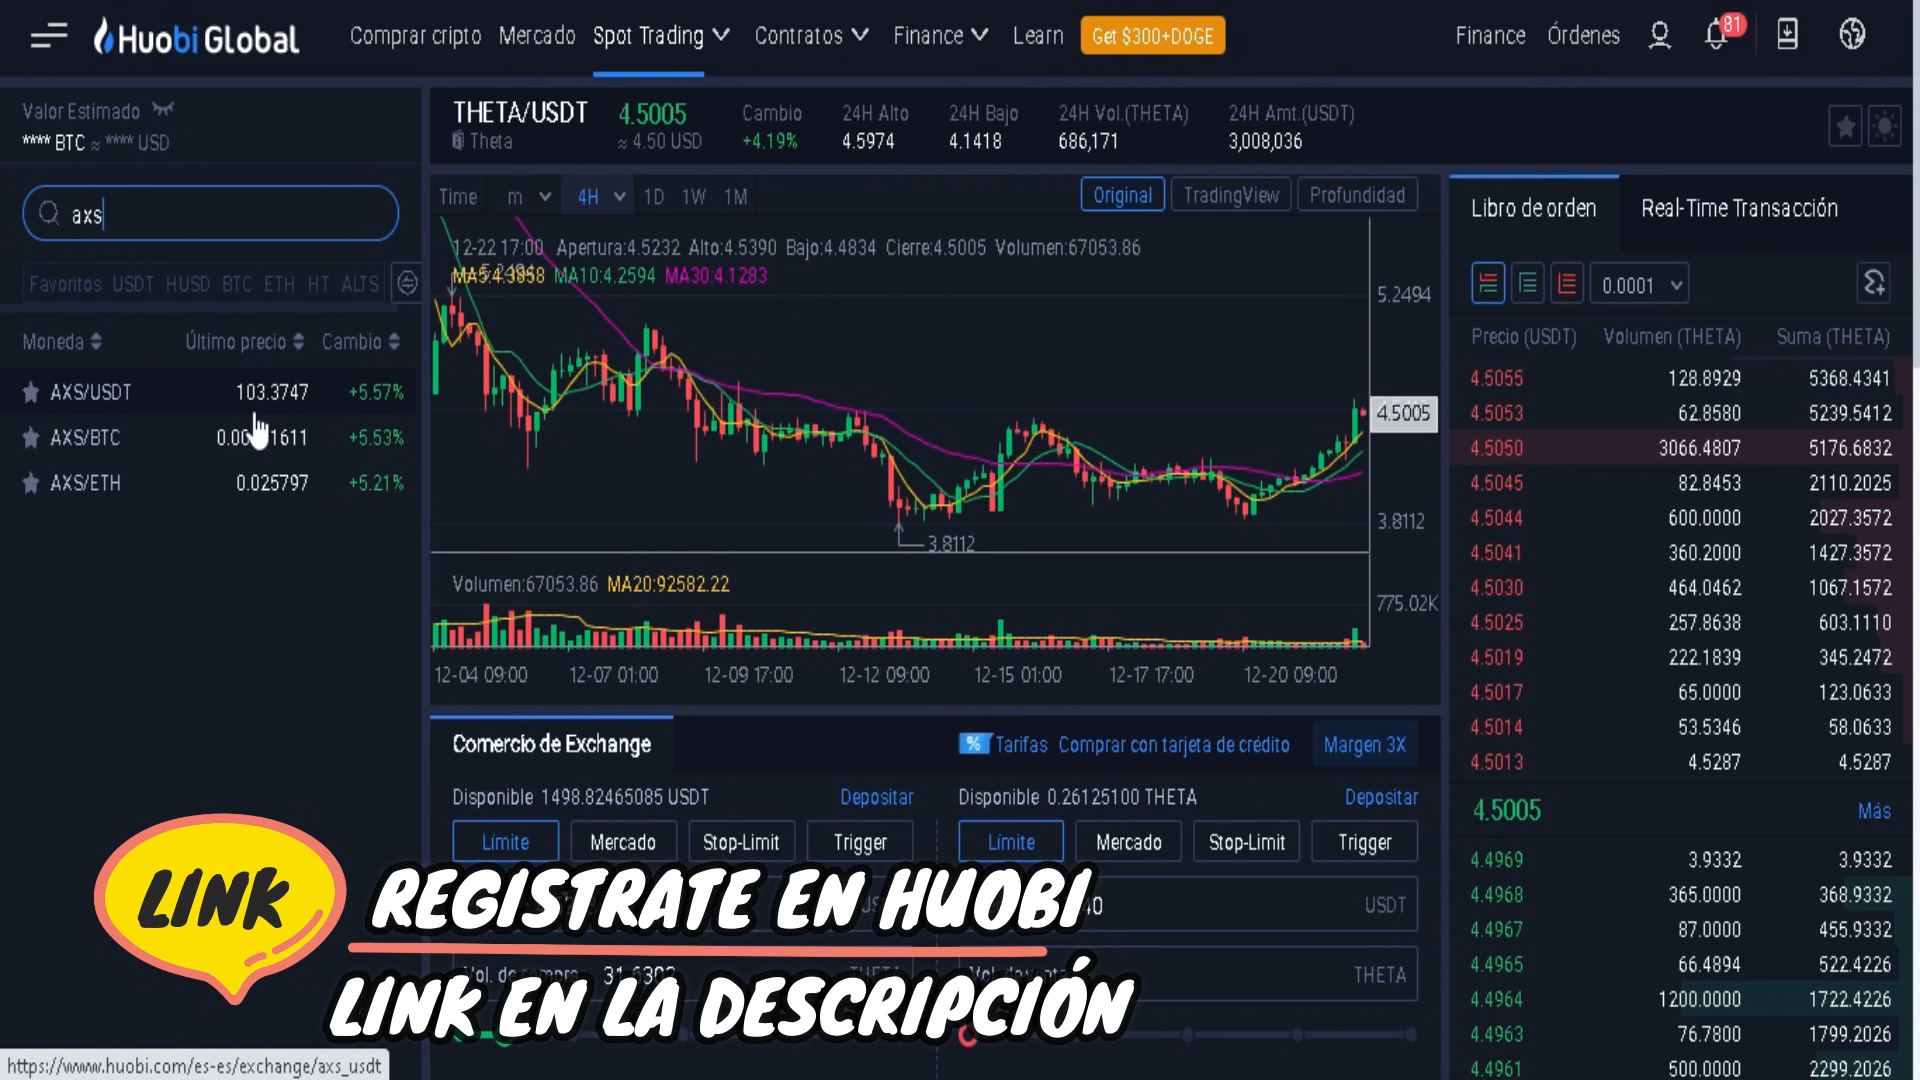 Huobi Global
Comprar cripto Mercado Spot Trading Contratos Finance Learn Get $300+DOGE Finance Órdenes 81
Valor Estimado
**** BTC ≈ **** USD
axs
Favoritos USDT HUSD BTC ETH HT ALTS
Moneda Último precio Cambio
AXS/USDT 103.3747 +5.57%
AXS/BTC +5.53%
AXS/ETH 0.025797 +5.21%
THETA/USDT 4.5005 Cambio 24H Alto 24H Bajo 24H Vol.(THETA) 24H Amt.(USDT)
Theta ≈ 4.50 USD +4.19% 4.5974 4.1418 686,171 3,008,036
Time m 4H 1D 1W 1M Original TradingView Profundidad
12-22 17:00 Apertura:4.5232 Alto:4.5390 Bajo:4.4834 Cierre:4.5005 Volumen:67053.86
MA5:4.3858 MA10:4.2594 MA30:4.1283
5.2494
4.5005
3.8112
3.8112
Volumen:67053.86 MA20:92582.22
775.02K
12-04 09:00 12-07 01:00 12-09 17:00 12-12 09:00 12-15 01:00 12-17 17:00 12-20 09:00
Comercio de Exchange % Tarifas Comprar con tarjeta de crédito Margen 3X
Disponible 1498.82465085 USDT Depositar Disponible 0.26125100 THETA Depositar
Límite Mercado Stop-Limit Trigger Límite Mercado Stop-Limit Trigger
USDT
THETA
Libro de orden Real-Time Transacción
0.0001
Precio (USDT) Volumen (THETA) Suma (THETA)
4.5055 128.8929 5368.4341
4.5053 62.8580 5239.5412
4.5050 3066.4807 5176.6832
4.5045 82.8453 2110.2025
4.5044 600.0000 2027.3572
4.5041 360.2000 1427.3572
4.5030 464.0462 1067.1572
4.5025 257.8638 603.1110
4.5019 222.1839 345.2472
4.5017 65.0000 123.0633
4.5014 53.5346 58.0633
4.5013 4.5287 4.5287
4.5005 Más
4.4969 3.9332 3.9332
4.4968 365.0000 368.9332
4.4967 87.0000 455.9332
4.4965 66.4894 522.4226
4.4964 1200.0000 1722.4226
4.4963 76.7800 1799.2026
4.4961 500.0000 2299.2026
LINK
REGISTRATE EN HUOBI
LINK EN LA DESCRIPCIÓN
https://www.huobi.com/es-es/exchange/axs_usdt